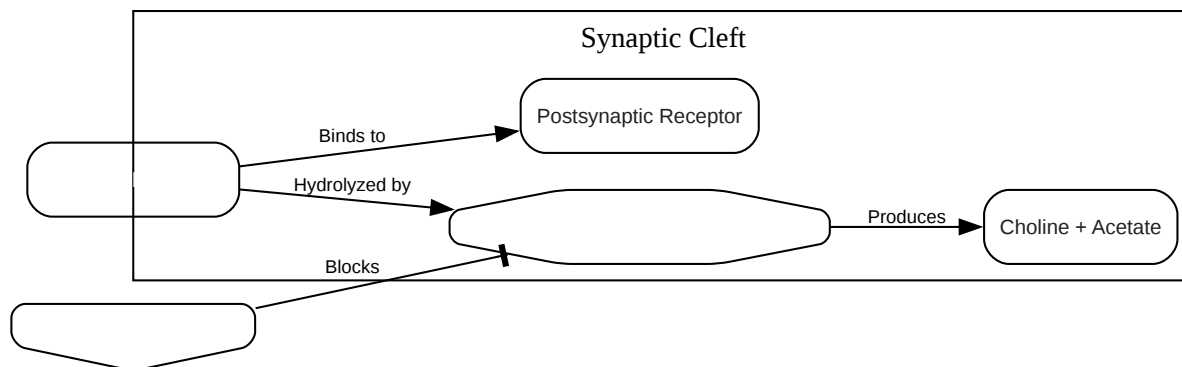 Synaptic Cleft
Postsynaptic Receptor
Binds to
Hydrolyzed by
Produces
Choline + Acetate
Blocks